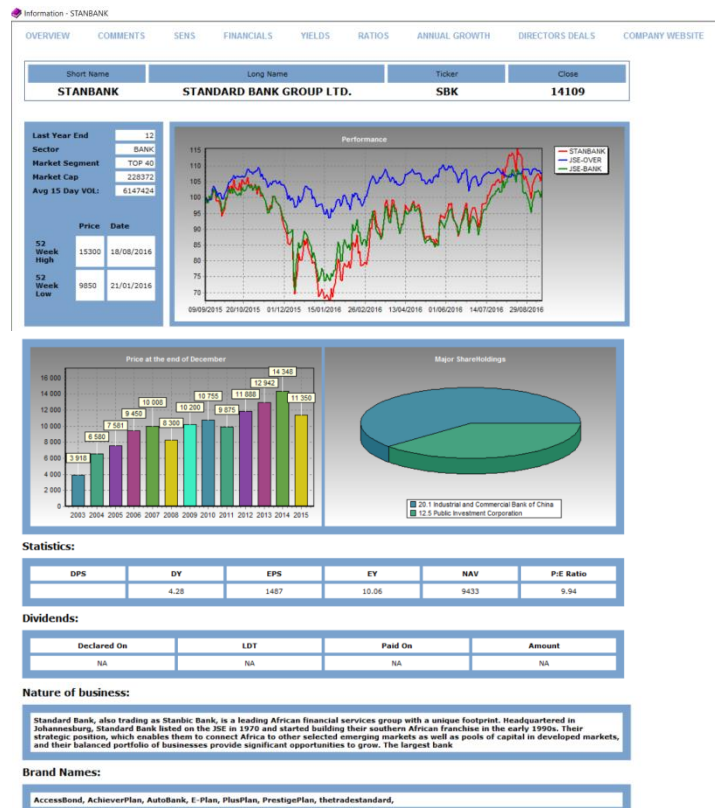 Information - STANBANK
OVERVIEW COMMENTS SENS FINANCIALS YIELDS RATIOS ANNUAL GROWTH DIRECTORS DEALS COMPANY WEBSITE
Short Name Long Name Ticker Close
STANBANK STANDARD BANK GROUP LTD. SBK 14109
Last Year End 12
Sector BANK
Market Segment TOP 40
Market Cap 228372
Avg 15 Day VOL: 6147424
Price Date
52 Week High 15300 18/08/2016
52 Week Low 9850 21/01/2016
Performance
115
110
105
100
95
90
85
80
75
70
09/09/2015 20/10/2015 01/12/2015 15/01/2016 26/02/2016 13/04/2016 01/06/2016 14/07/2016 29/08/2016
STANBANK
JSE-OVER
JSE-BANK
Price at the end of December
16 000
14 000
12 000
10 000
8 000
6 000
4 000
2 000
0
3 918 6 580 7 581 9 450 10 008 8 300 10 280 10 755 9 875 11 888 12 942 14 348 11 350
2003 2004 2005 2006 2007 2008 2009 2010 2011 2012 2013 2014 2015
Major ShareHoldings
20.1 Industrial and Commercial Bank of China
12.5 Public Investment Corporation
Statistics:
DPS DY EPS EY NAV P:E Ratio
4.28 1487 10.06 9433 9.94
Dividends:
Declared On LDT Paid On Amount
NA NA NA NA
Nature of business:
Standard Bank, also trading as Stanbic Bank, is a leading African financial services group with a unique footprint. Headquartered in
Johannesburg, Standard Bank listed on the JSE in 1970 and started building their southern African franchise in the early 1990s. Their
strategic position, which enables them to connect Africa to other selected emerging markets as well as pools of capital in developed markets,
and their balanced portfolio of businesses provide significant opportunities to grow. The largest bank
Brand Names:
AccessBond, AchieverPlan, AutoBank, E-Plan, PlusPlan, PrestigePlan, thetradestandard,